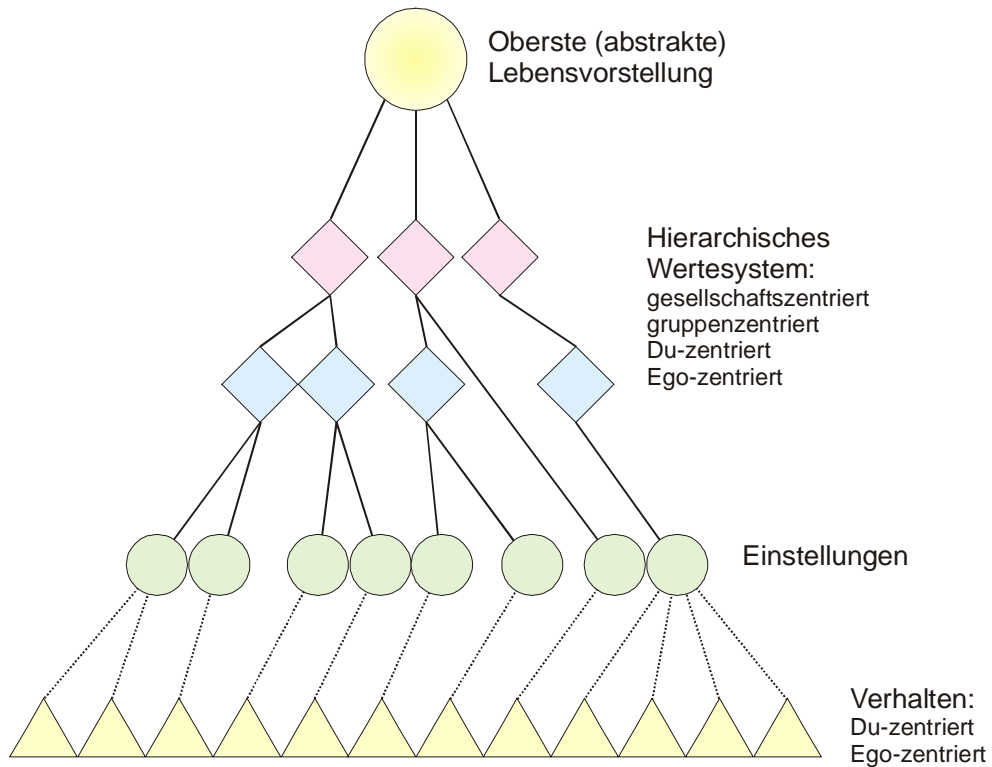 Oberste (abstrakte)
Lebensvorstellung
Hierarchisches
Wertesystem:
gesellschaftszentriert
gruppenzentriert
Du-zentriert
Ego-zentriert
Einstellungen
Verhalten:
Du-zentriert
Ego-zentriert